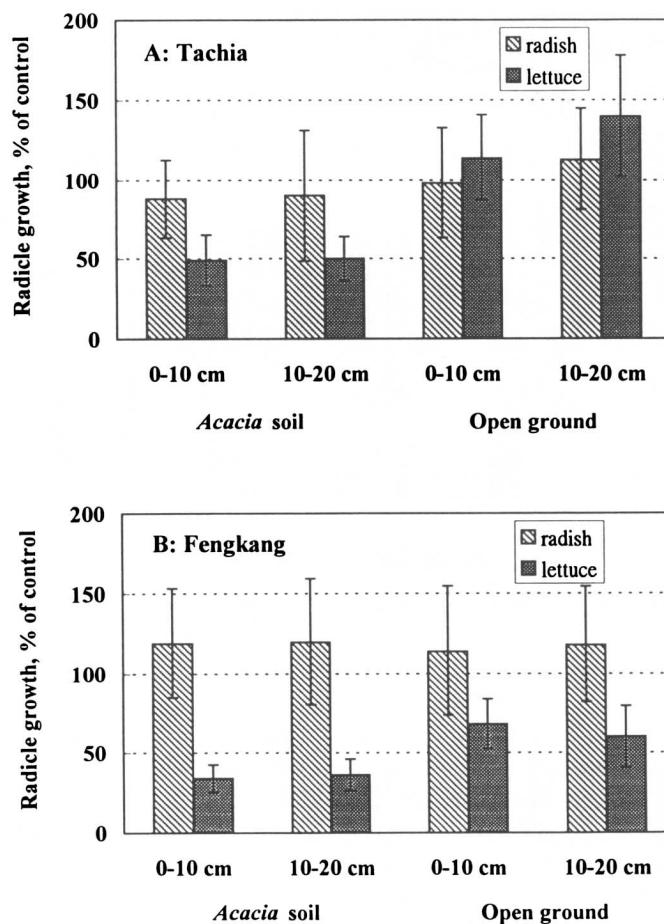 200
A: Tachia
radish
lettuce
150
100
50
0
Radicle growth, % of control
0-10 cm 10-20 cm 0-10 cm 10-20 cm
Acacia soil Open ground
200
B: Fengkang
radish
lettuce
150
100
50
0
Radicle growth, % of control
0-10 cm 10-20 cm 0-10 cm 10-20 cm
Acacia soil Open ground